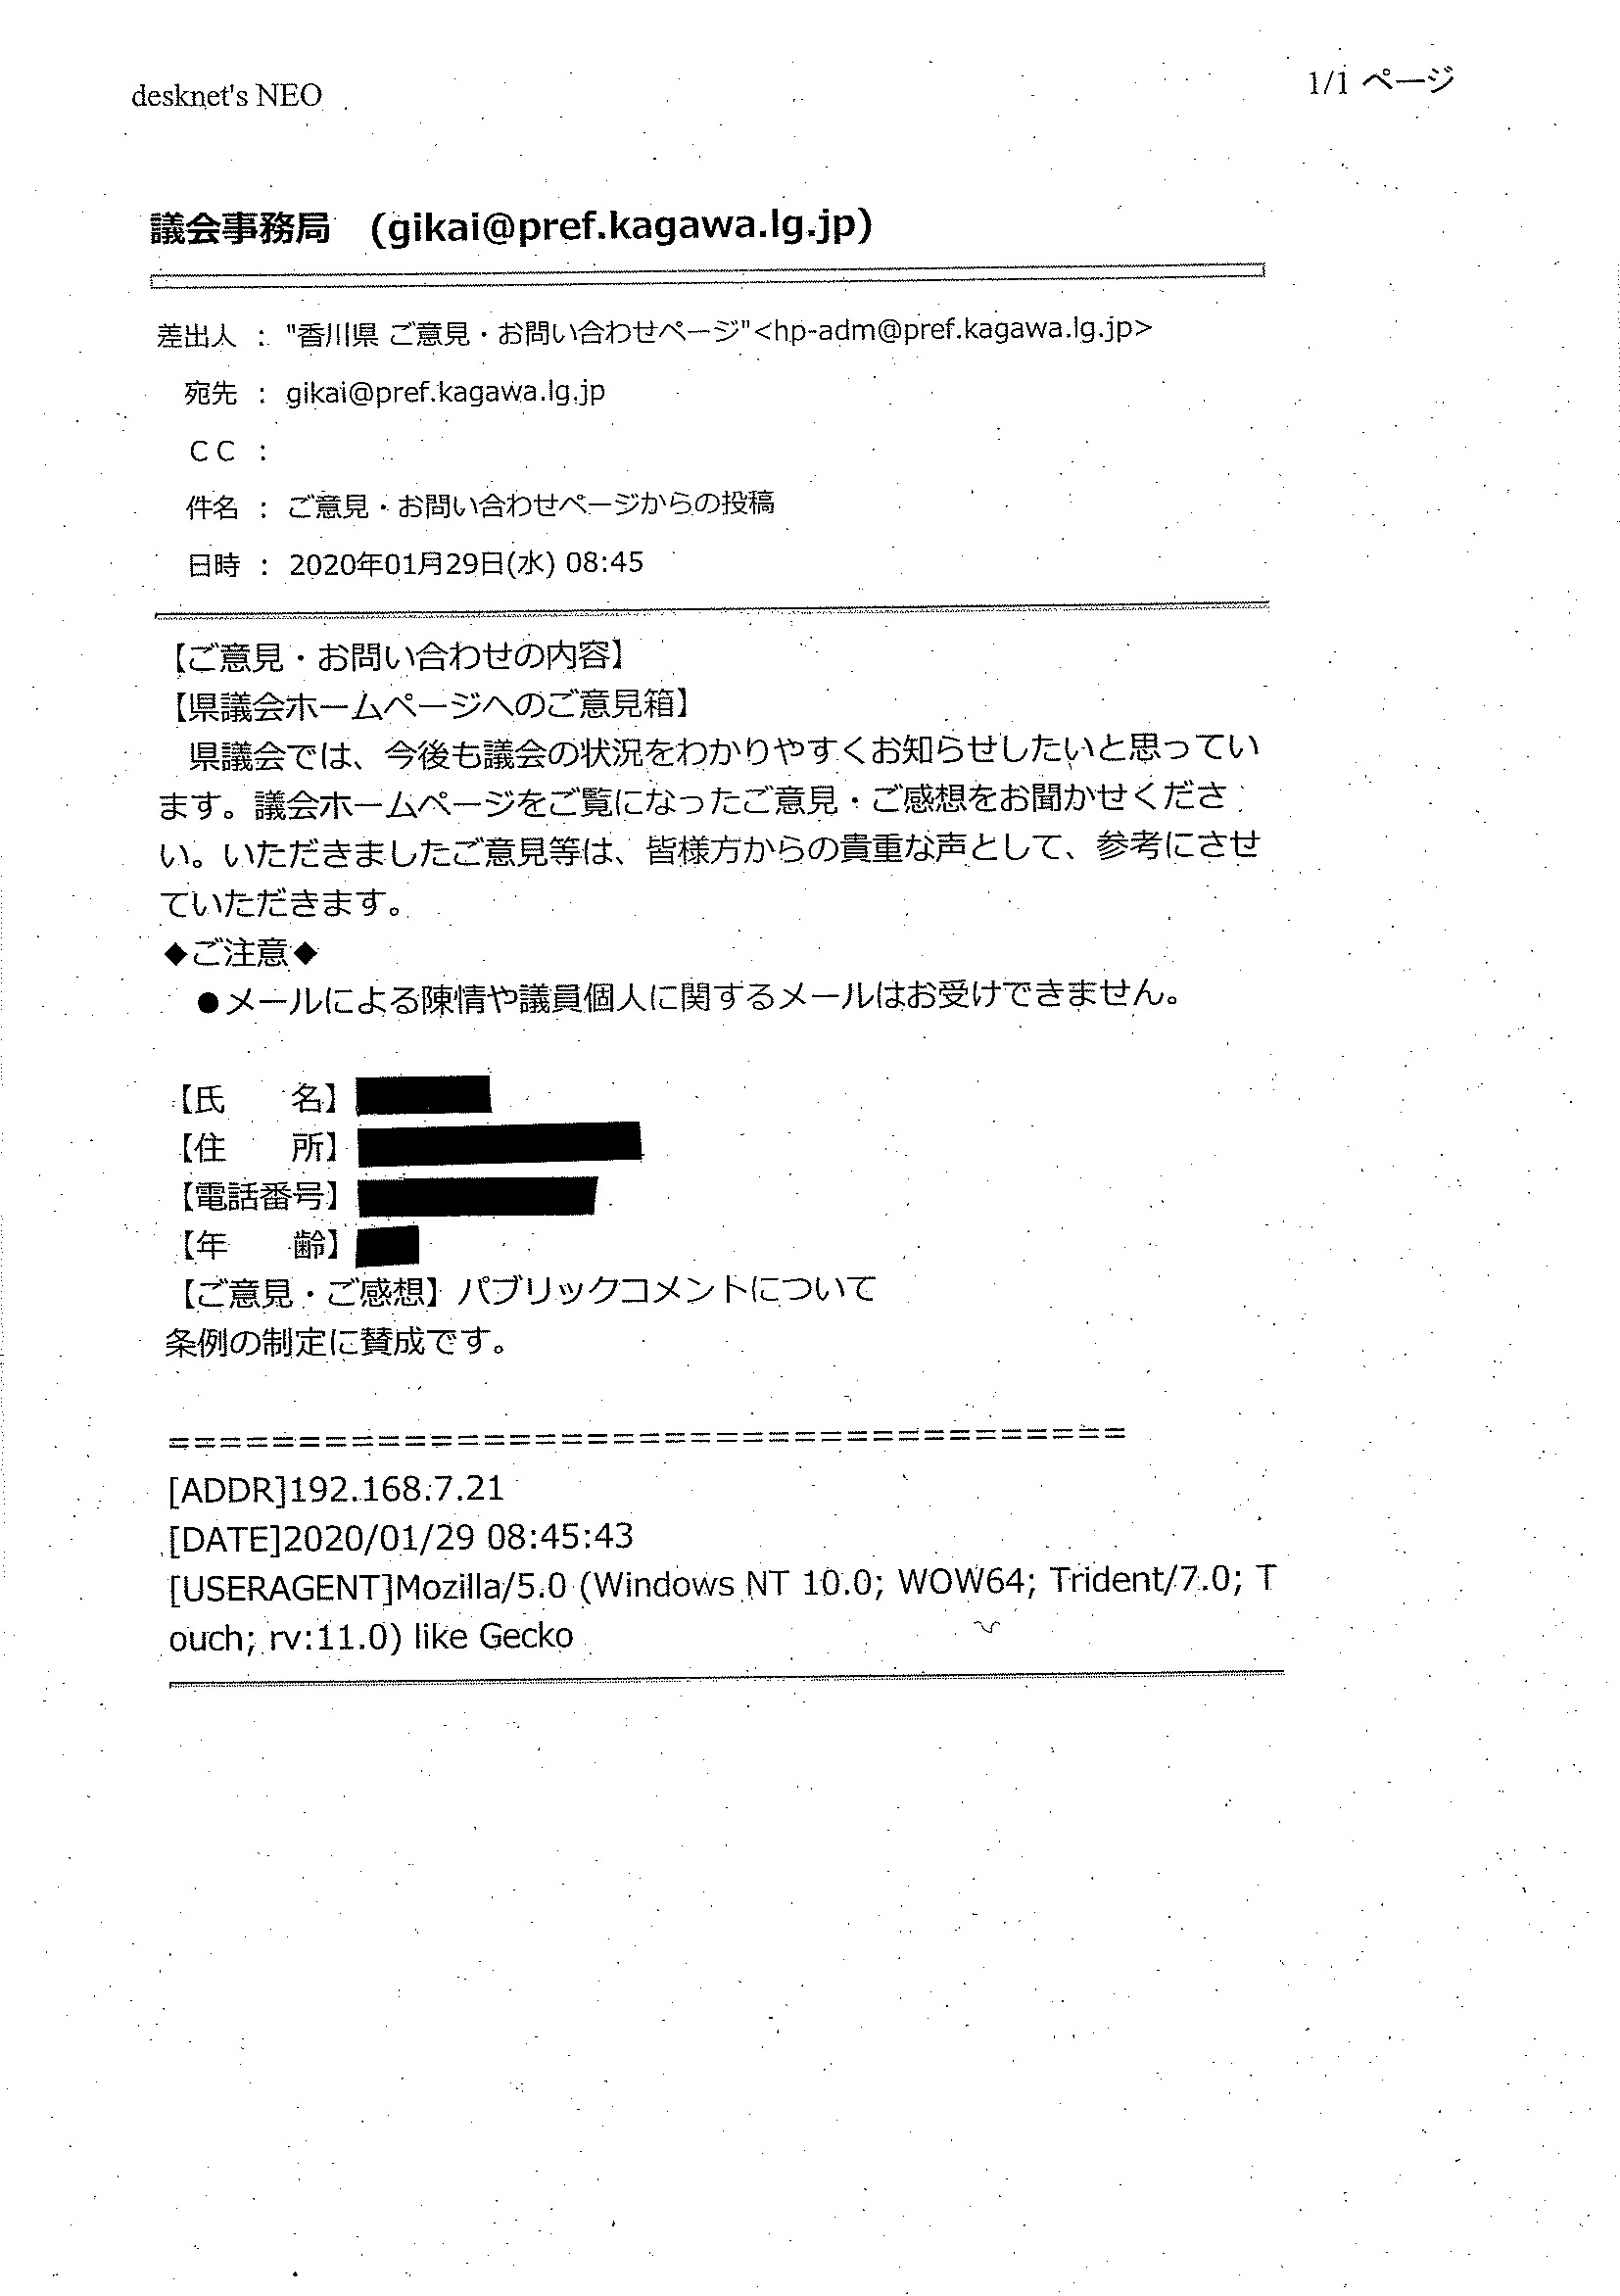 desknet's NEO
1/1 ページ
議会事務局　(gikai@pref.kagawa.lg.jp)
差出人 ： "香川県 ご意見・お問い合わせページ"<hp-adm@pref.kagawa.lg.jp>
宛先 ： gikai@pref.kagawa.lg.jp
ＣＣ ：
件名 ： ご意見・お問い合わせページからの投稿
日時 ： 2020年01月29日(水) 08:45
【ご意見・お問い合わせの内容】
【県議会ホームページへのご意見箱】
　県議会では、今後も議会の状況をわかりやすくお知らせしたいと思ってい
ます。議会ホームページをご覧になったご意見・ご感想をお聞かせくださ
い。いただきましたご意見等は、皆様方からの貴重な声として、参考にさせ
ていただきます。
◆ご注意◆
　●メールによる陳情や議員個人に関するメールはお受けできません。
【氏　　名】
【住　　所】
【電話番号】
【年　　齢】
【ご意見・ご感想】パブリックコメントについて
条例の制定に賛成です。
=====================================
[ADDR]192.168.7.21
[DATE]2020/01/29 08:45:43
[USERAGENT]Mozilla/5.0 (Windows NT 10.0; WOW64; Trident/7.0; T
ouch; rv:11.0) like Gecko